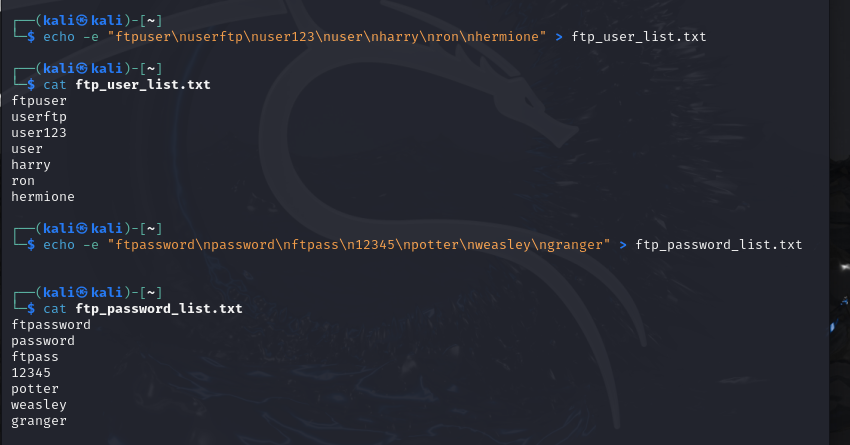 ┌──(kali㉿kali)-[~]
└─$ echo -e "ftpuser\nuserftp\nuser123\nuser\nharry\nron\nhermione" > ftp_user_list.txt
┌──(kali㉿kali)-[~]
└─$ cat ftp_user_list.txt
ftpuser
userftp
user123
user
harry
ron
hermione
┌──(kali㉿kali)-[~]
└─$ echo -e "ftpassword\npassword\nftpass\n12345\npotter\nweasley\ngranger" > ftp_password_list.txt
┌──(kali㉿kali)-[~]
└─$ cat ftp_password_list.txt
ftpassword
password
ftpass
12345
potter
weasley
granger